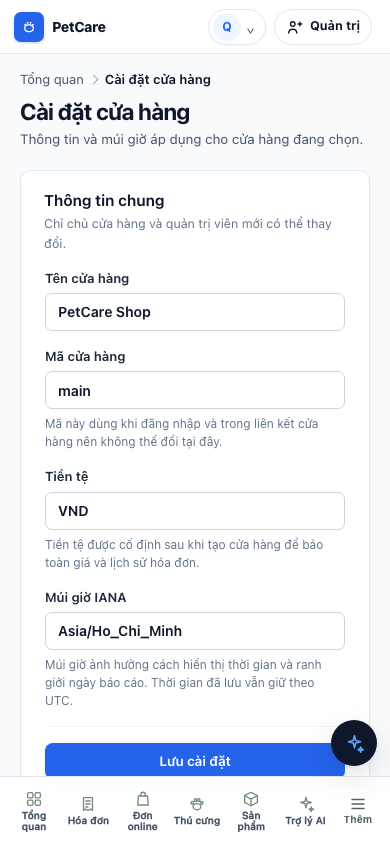 PetCare
Q
Quản trị
Tổng quan
Cài đặt cửa hàng
Cài đặt cửa hàng
Thông tin và múi giờ áp dụng cho cửa hàng đang chọn.
Thông tin chung
Chỉ chủ cửa hàng và quản trị viên mới có thể thay
đổi.
Tên cửa hàng
PetCare Shop
Mã cửa hàng
main
Mã này dùng khi đăng nhập và trong liên kết cửa
hàng nên không thể đổi tại đây.
Tiền tệ
VND
Tiền tệ được cố định sau khi tạo cửa hàng để bảo
toàn giá và lịch sử hóa đơn.
Múi giờ IANA
Asia/Ho_Chi_Minh
Múi giờ ảnh hưởng cách hiển thị thời gian và ranh
giới ngày báo cáo. Thời gian đã lưu vẫn giữ theo
UTC.
Lưu cài đặt
Tổng
quan
Hóa đơn
Đơn
online
Thú cưng
Sản
phẩm
Trợ lý AI
Thêm